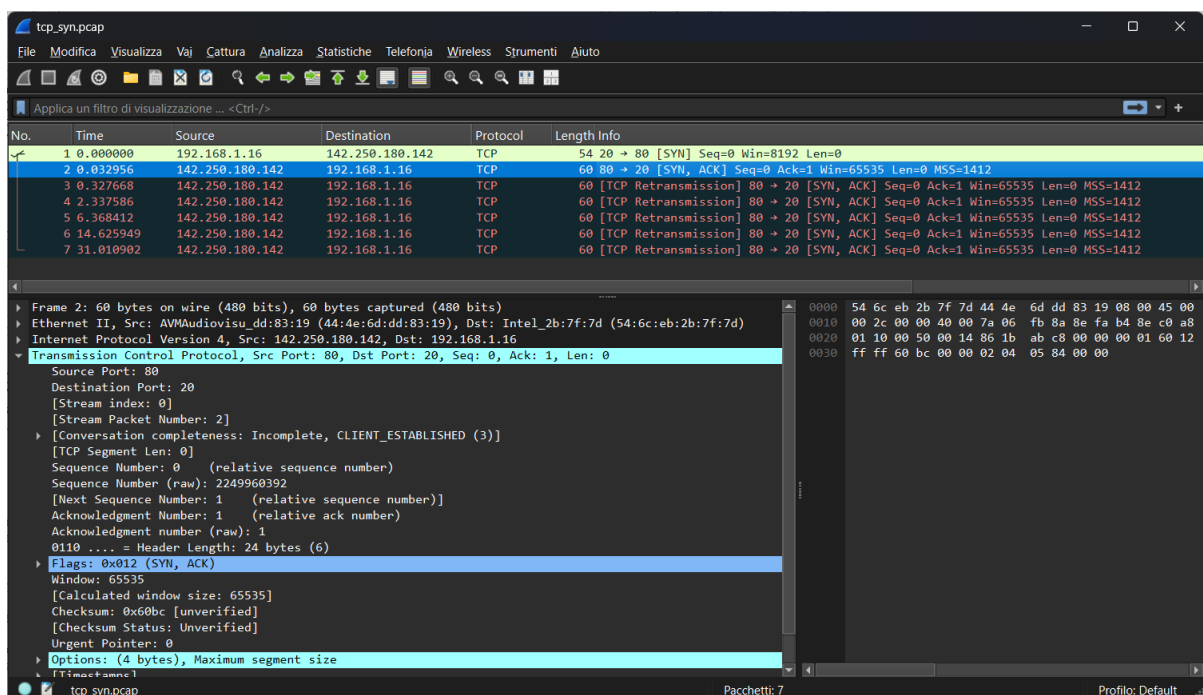 tcp_syn.pcap
File Modifica Visualizza Vai Cattura Analizza Statistiche Telefonja Wireless Strumenti Aiuto
Applica un filtro di visualizzazione ... <Ctrl-/>
No. Time Source Destination Protocol Length Info
1 0.000000 192.168.1.16 142.250.180.142 TCP 54 20 → 80 [SYN] Seq=0 Win=8192 Len=0
2 0.032956 142.250.180.142 192.168.1.16 TCP 60 80 → 20 [SYN, ACK] Seq=0 Ack=1 Win=65535 Len=0 MSS=1412
3 0.327668 142.250.180.142 192.168.1.16 TCP 60 [TCP Retransmission] 80 → 20 [SYN, ACK] Seq=0 Ack=1 Win=65535 Len=0 MSS=1412
4 2.337586 142.250.180.142 192.168.1.16 TCP 60 [TCP Retransmission] 80 → 20 [SYN, ACK] Seq=0 Ack=1 Win=65535 Len=0 MSS=1412
5 6.368412 142.250.180.142 192.168.1.16 TCP 60 [TCP Retransmission] 80 → 20 [SYN, ACK] Seq=0 Ack=1 Win=65535 Len=0 MSS=1412
6 14.625949 142.250.180.142 192.168.1.16 TCP 60 [TCP Retransmission] 80 → 20 [SYN, ACK] Seq=0 Ack=1 Win=65535 Len=0 MSS=1412
7 31.010902 142.250.180.142 192.168.1.16 TCP 60 [TCP Retransmission] 80 → 20 [SYN, ACK] Seq=0 Ack=1 Win=65535 Len=0 MSS=1412
Frame 2: 60 bytes on wire (480 bits), 60 bytes captured (480 bits)
Ethernet II, Src: AVMAudiovisu_dd:83:19 (44:4e:6d:dd:83:19), Dst: Intel_2b:7f:7d (54:6c:eb:2b:7f:7d)
Internet Protocol Version 4, Src: 142.250.180.142, Dst: 192.168.1.16
Transmission Control Protocol, Src Port: 80, Dst Port: 20, Seq: 0, Ack: 1, Len: 0
Source Port: 80
Destination Port: 20
[Stream index: 0]
[Stream Packet Number: 2]
[Conversation completeness: Incomplete, CLIENT_ESTABLISHED (3)]
[TCP Segment Len: 0]
Sequence Number: 0 (relative sequence number)
Sequence Number (raw): 2249960392
[Next Sequence Number: 1 (relative sequence number)]
Acknowledgment Number: 1 (relative ack number)
Acknowledgment number (raw): 1
0110 .... = Header Length: 24 bytes (6)
Flags: 0x012 (SYN, ACK)
Window: 65535
[Calculated window size: 65535]
Checksum: 0x60bc [unverified]
[Checksum Status: Unverified]
Urgent Pointer: 0
Options: (4 bytes), Maximum segment size
[Timestamps]
0000 54 6c eb 2b 7f 7d 44 4e 6d dd 83 19 08 00 45 00
0010 00 2c 00 00 40 00 7a 06 fb 8a 8e fa b4 8e c0 a8
0020 01 10 00 50 00 14 86 1b ab c8 00 00 00 01 60 12
0030 ff ff 60 bc 00 00 02 04 05 84 00 00
tcp_syn.pcap Pacchetti: 7 Profilo: Default